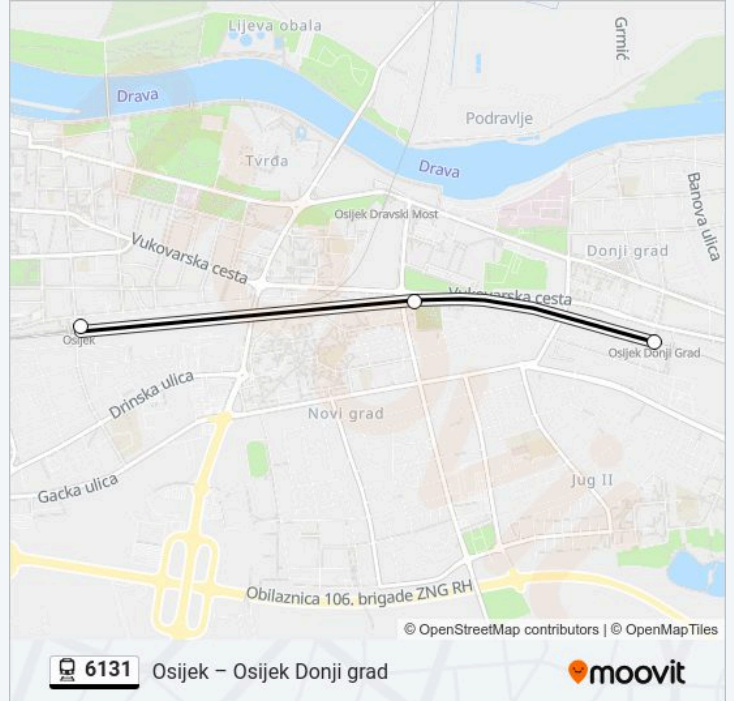 Lijeva obala
Grmić
Drava
Podravlje
Tvrđa
Drava
Banova ulica
Osijek Dravski Most
Vukovarska cesta
Donji grad
Vukovarska cesta
Osijek
Osijek Donji Grad
Drinska ulica
Novi grad
Gacka ulica
Jug II
Obilaznica 106. brigade ZNG RH
© OpenStreetMap contributors | © OpenMapTiles
6131 Osijek – Osijek Donji grad
moovit